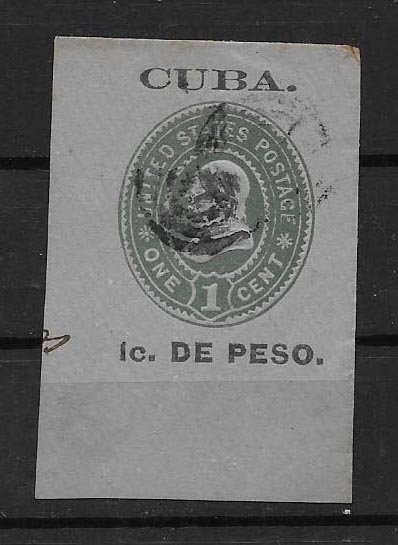 CUBA.
UNITED STATES POSTAGE
* ONE 1 CENT *
1c. DE PESO.